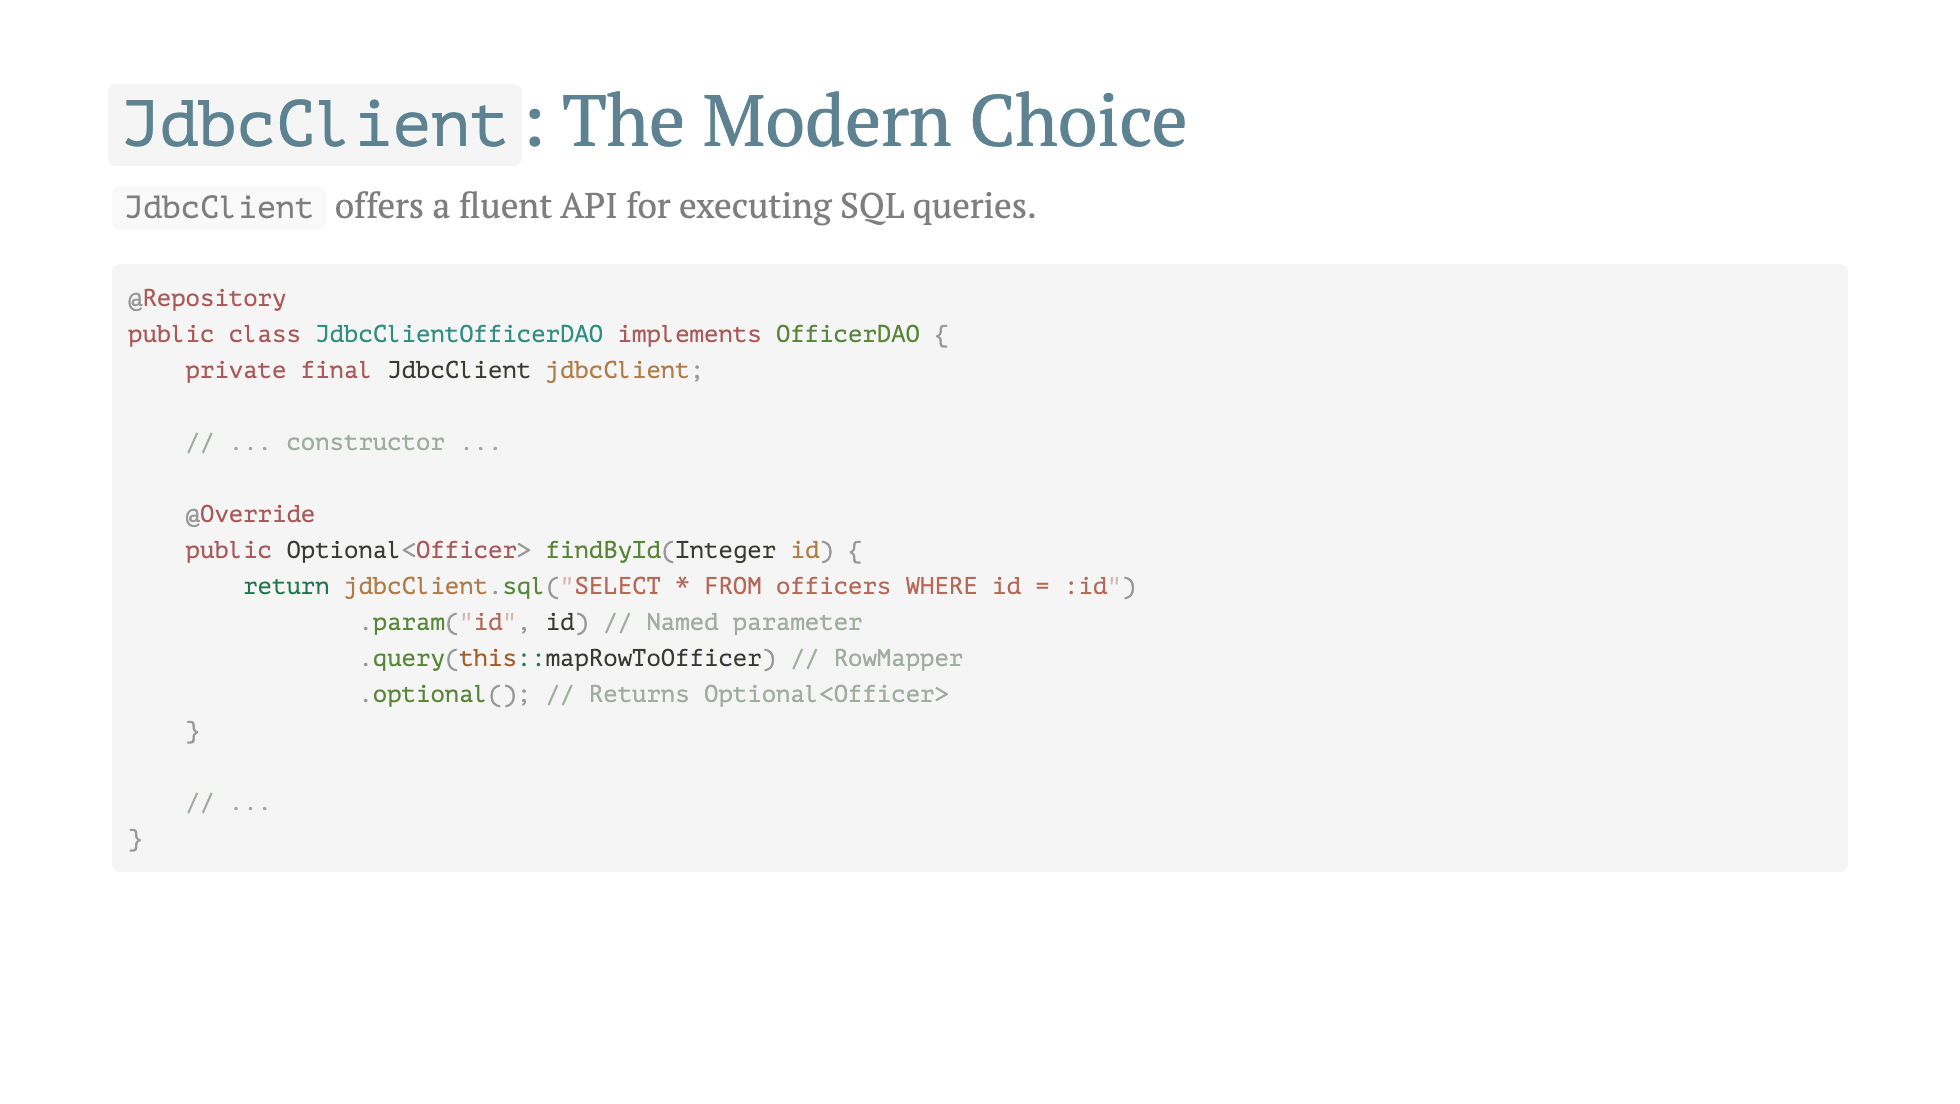 JdbcClient: The Modern Choice
JdbcClient offers a fluent API for executing SQL queries.
@Repository
public class JdbcClientOfficerDAO implements OfficerDAO {
    private final JdbcClient jdbcClient;

    // ... constructor ...

    @Override
    public Optional<Officer> findById(Integer id) {
        return jdbcClient.sql("SELECT * FROM officers WHERE id = :id")
                .param("id", id) // Named parameter
                .query(this::mapRowToOfficer) // RowMapper
                .optional(); // Returns Optional<Officer>
    }

    // ...
}